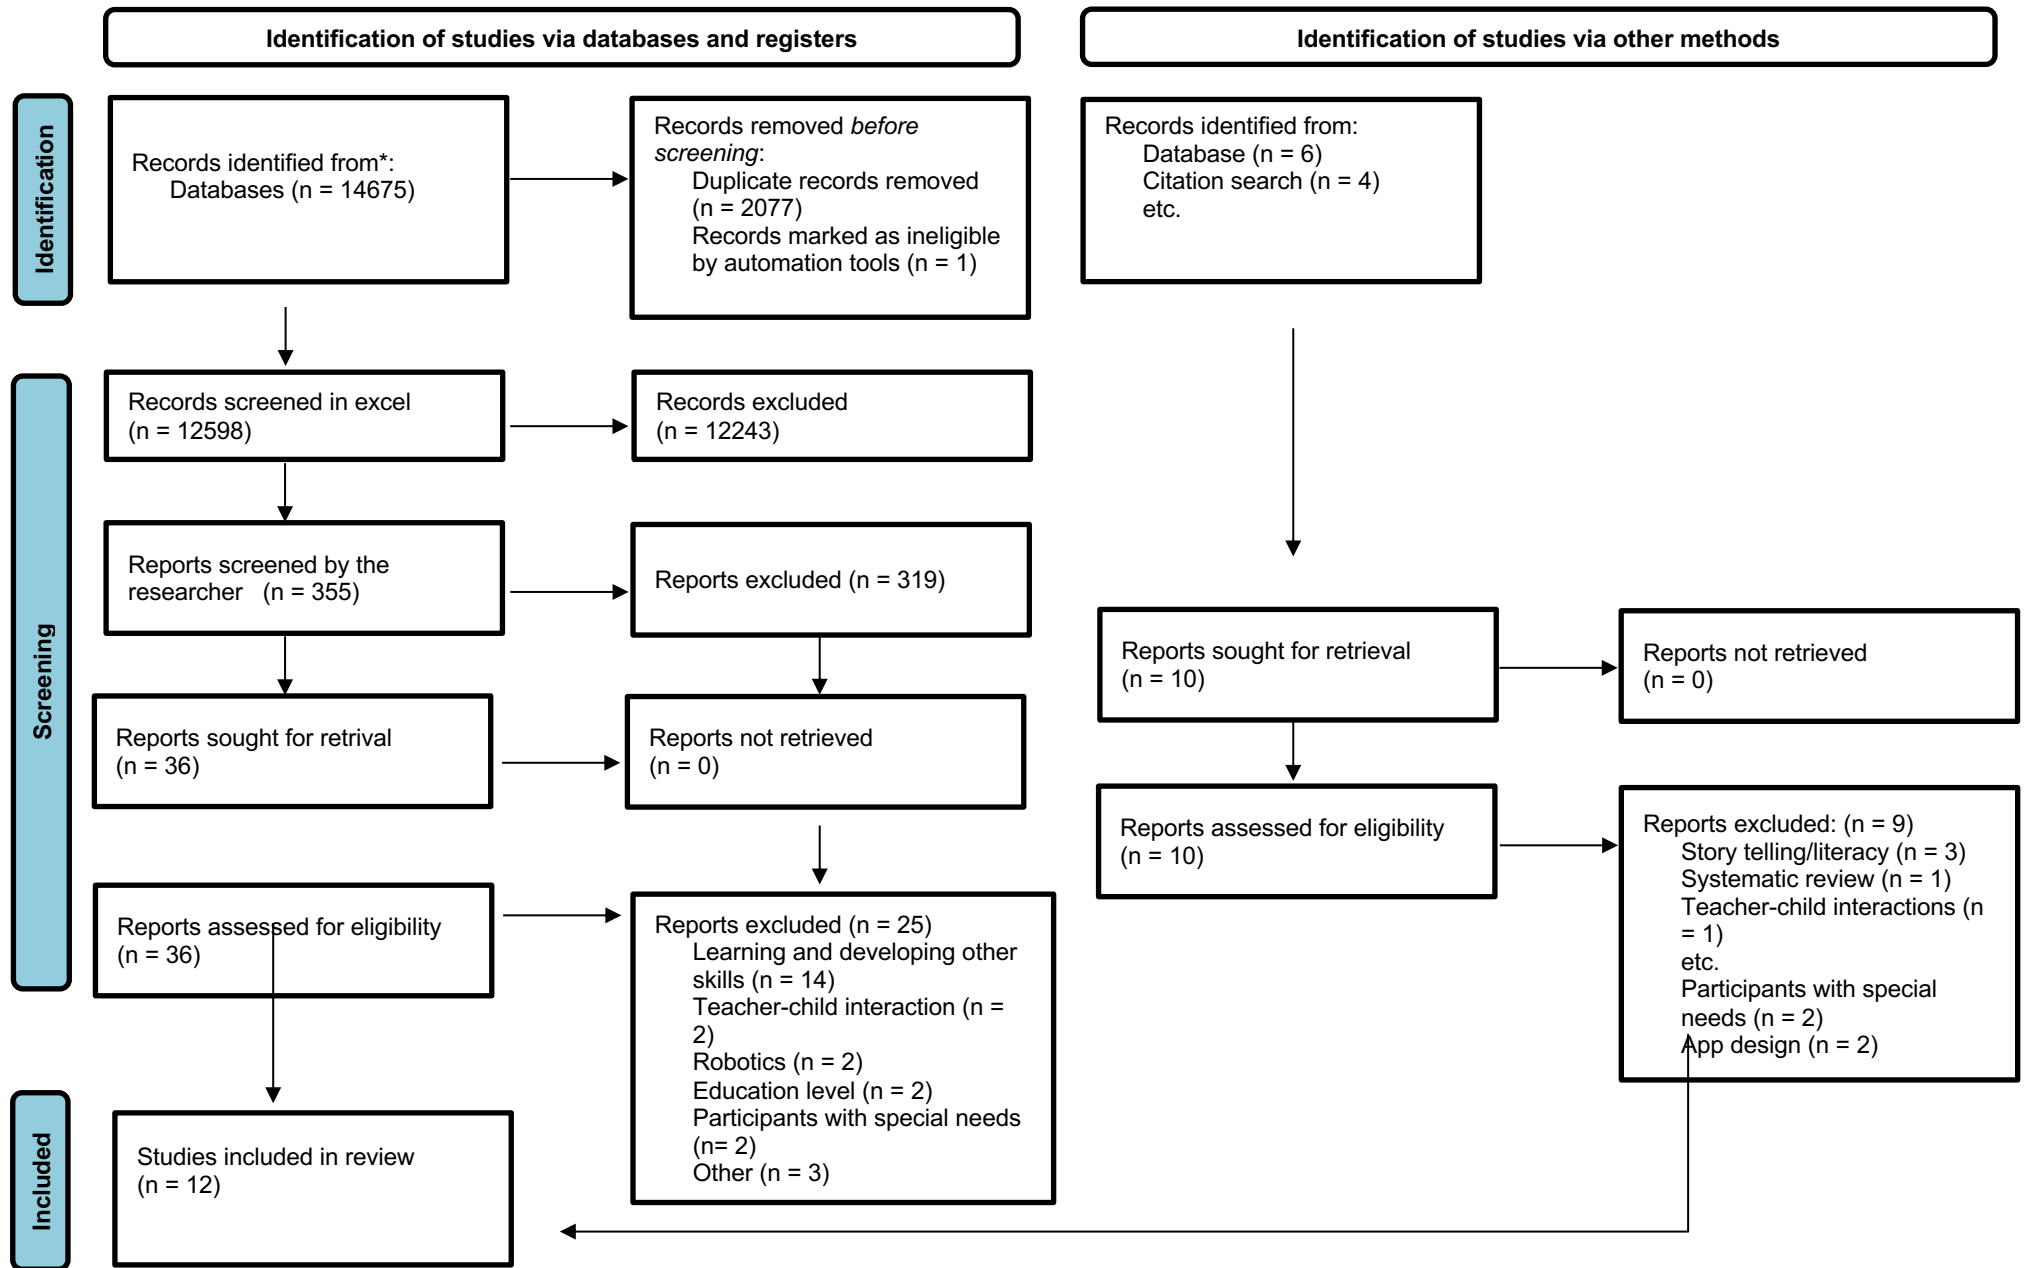 Identification of studies via databases and registers
Identification of studies via other methods
Identification
Records identified from*:
Databases (n = 14675)
Records removed before
screening:
Duplicate records removed
(n = 2077)
Records marked as ineligible
by automation tools (n = 1)
Records identified from:
Database (n = 6)
Citation search (n = 4)
etc.
Screening
Records screened in excel
(n = 12598)
Records excluded
(n = 12243)
Reports screened by the
researcher (n = 355)
Reports excluded (n = 319)
Reports sought for retrival
(n = 36)
Reports not retrieved
(n = 0)
Reports sought for retrieval
(n = 10)
Reports not retrieved
(n = 0)
Reports assessed for eligibility
(n = 36)
Reports excluded (n = 25)
Learning and developing other
skills (n = 14)
Teacher-child interaction (n =
2)
Robotics (n = 2)
Education level (n = 2)
Participants with special needs
(n= 2)
Other (n = 3)
Reports assessed for eligibility
(n = 10)
Reports excluded: (n = 9)
Story telling/literacy (n = 3)
Systematic review (n = 1)
Teacher-child interactions (n
= 1)
etc.
Participants with special
needs (n = 2)
App design (n = 2)
Included
Studies included in review
(n = 12)